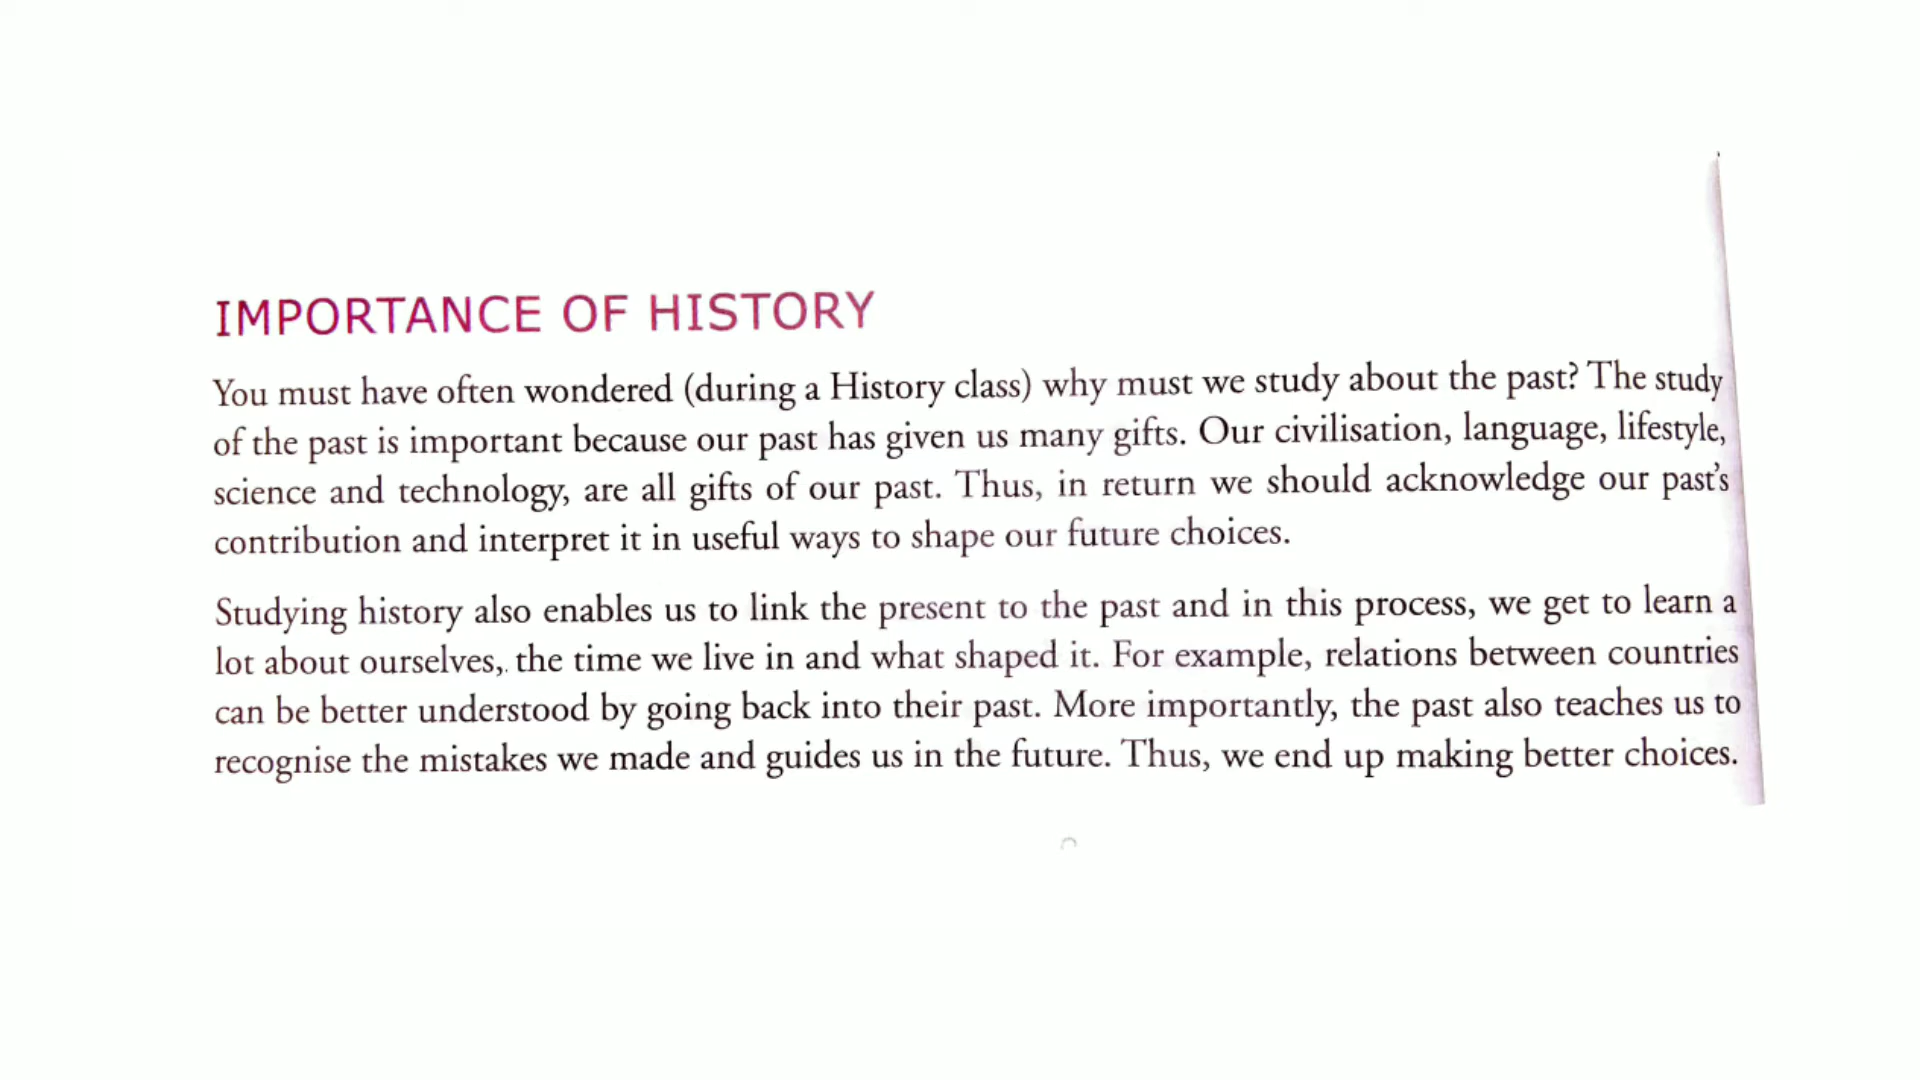 IMPORTANCE OF HISTORY
You must have often wondered (during a History class) why must we study about the past? The study
of the past is important because our past has given us many gifts. Our civilisation, language, lifestyle,
science and technology, are all gifts of our past. Thus, in return we should acknowledge our past's
contribution and interpret it in useful ways to shape our future choices.
Studying history also enables us to link the present to the past and in this process, we get to learn a
lot about ourselves, the time we live in and what shaped it. For example, relations between countries
can be better understood by going back into their past. More importantly, the past also teaches us to
recognise the mistakes we made and guides us in the future. Thus, we end up making better choices.